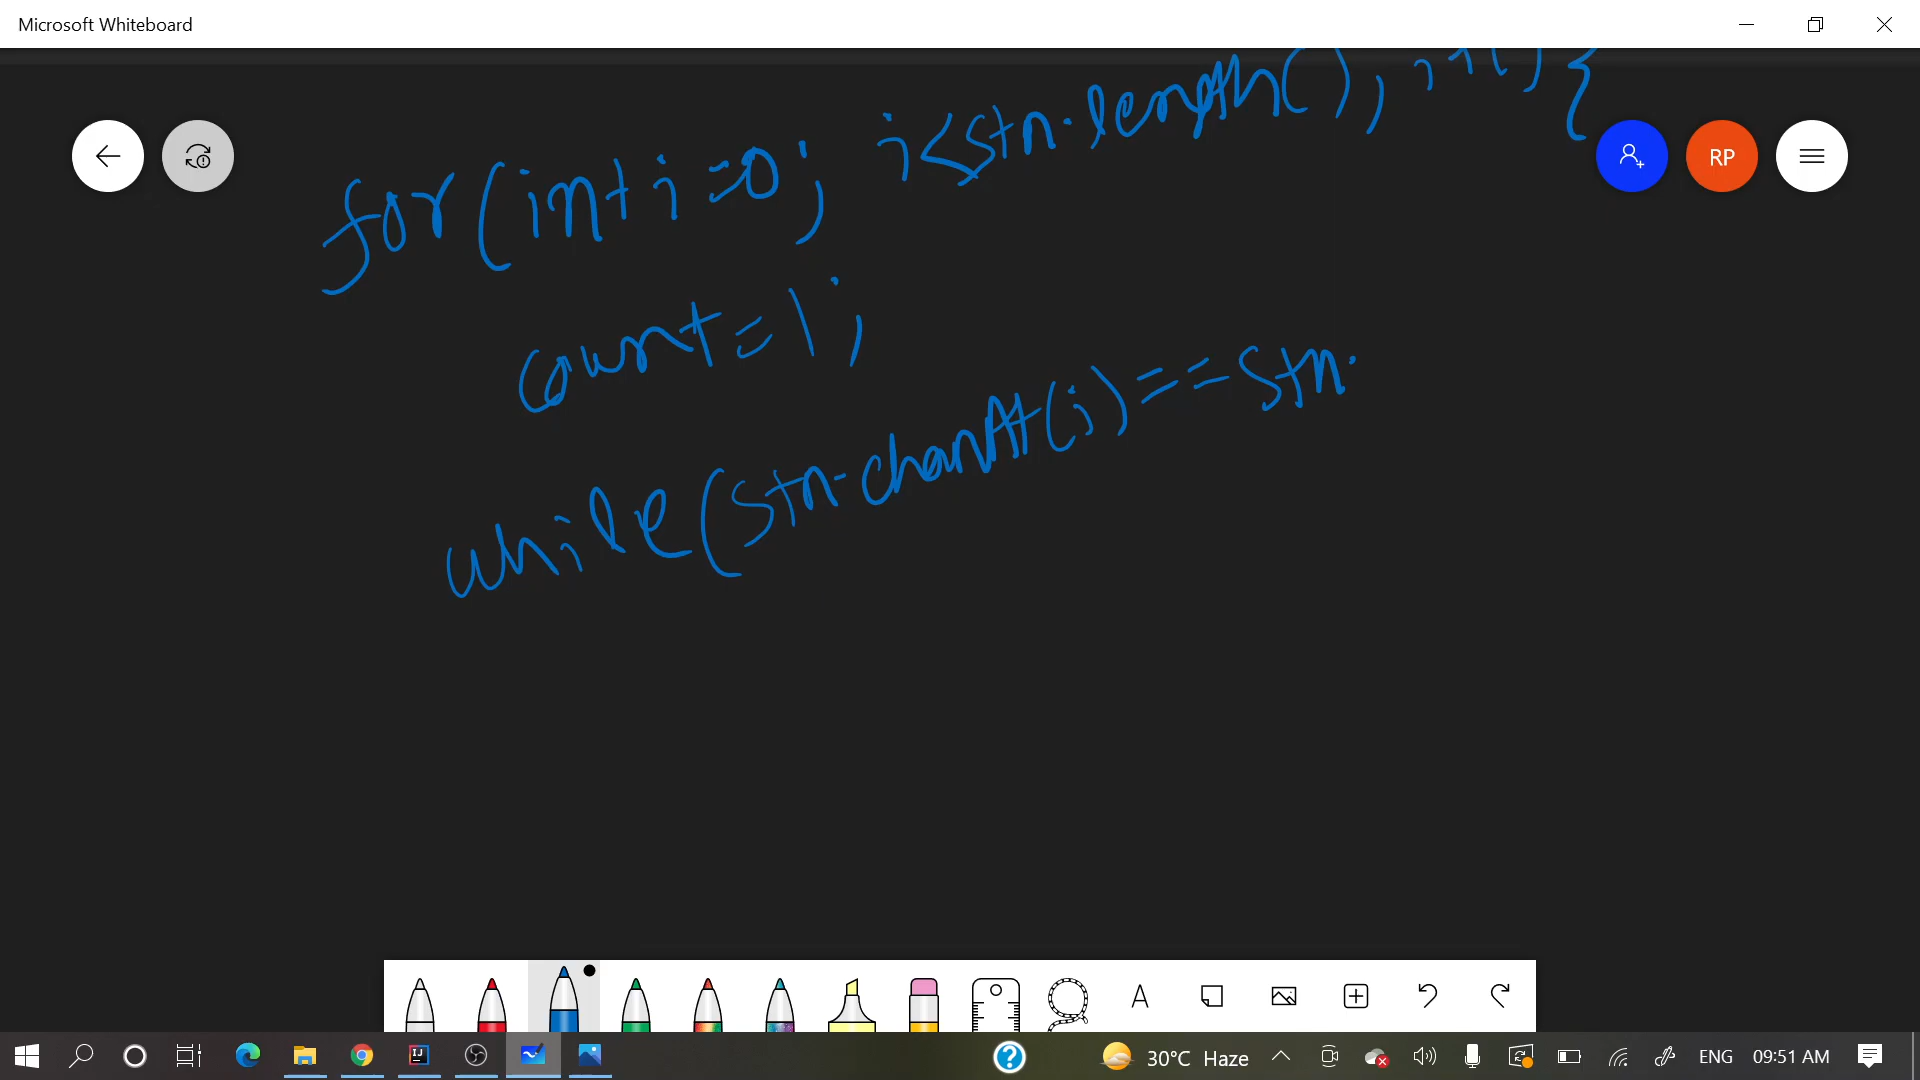 Microsoft Whiteboard
for(int i=0; i<str.length(); i++){
RP
count=1;
while(str.charAt(i)==str.
A
30°C Haze
ENG
09:51 AM